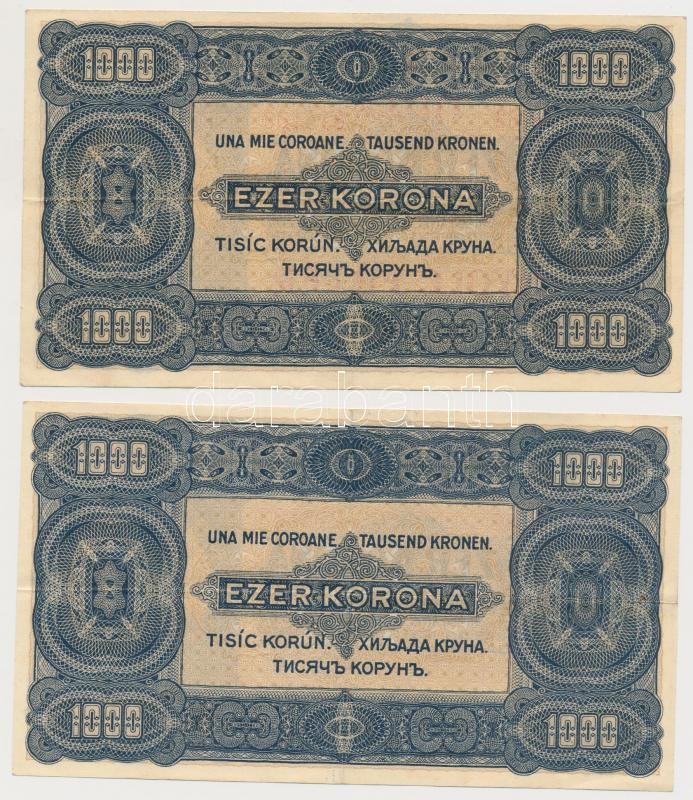 1000 1000
UNA MIE COROANE. TAUSEND KRONEN.
EZER KORONA
TISÍC KORÚN. ХИЉАДА КРУНА.
ТИСЯЧЪ КОРУНЪ.
1000 1000
darabanth
1000 1000
UNA MIE COROANE. TAUSEND KRONEN.
EZER KORONA
TISÍC KORÚN. ХИЉАДА КРУНА.
ТИСЯЧЪ КОРУНЪ.
1000 1000